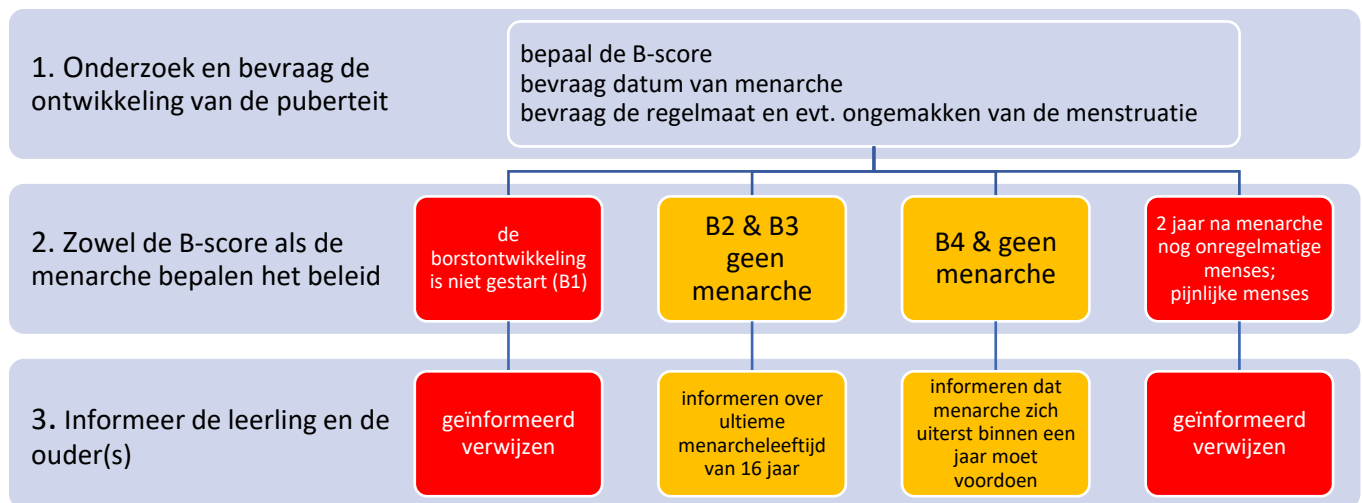 1. Onderzoek en bevraag de
ontwikkeling van de puberteit
bepaal de B-score
bevraag datum van menarche
bevraag de regelmaat en evt. ongemakken van de menstruatie
2. Zowel de B-score als de
menarche bepalen het beleid
de
borstontwikkeling
is niet gestart (B1)
B2 & B3
geen
menarche
B4 & geen
menarche
2 jaar na menarche
nog onregelmatige
menses;
pijnlijke menses
3. Informeer de leerling en de
ouder(s)
geïnformeerd
verwijzen
informeren over
ultieme
menarcheleeftijd
van 16 jaar
informeren dat
menarche zich
uiterst binnen een
jaar moet
voordoen
geïnformeerd
verwijzen